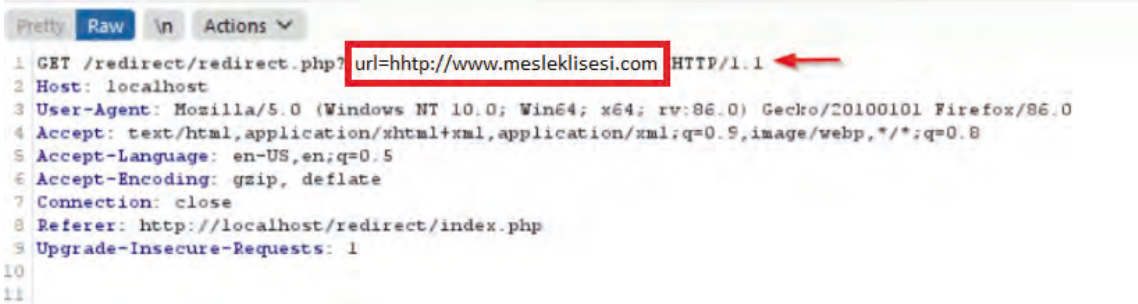 Pretty Raw \n Actions
1 GET /redirect/redirect.php? url=hhtp://www.mesleklisesi.com HTTP/1.1
2 Host: localhost
3 User-Agent: Mozilla/5.0 (Windows NT 10.0; Win64; x64; rv:86.0) Gecko/20100101 Firefox/86.0
4 Accept: text/html,application/xhtml+xml,application/xml;q=0.9,image/webp,*/*;q=0.8
5 Accept-Language: en-US,en;q=0.5
6 Accept-Encoding: gzip, deflate
7 Connection: close
8 Referer: http://localhost/redirect/index.php
9 Upgrade-Insecure-Requests: 1
10
11